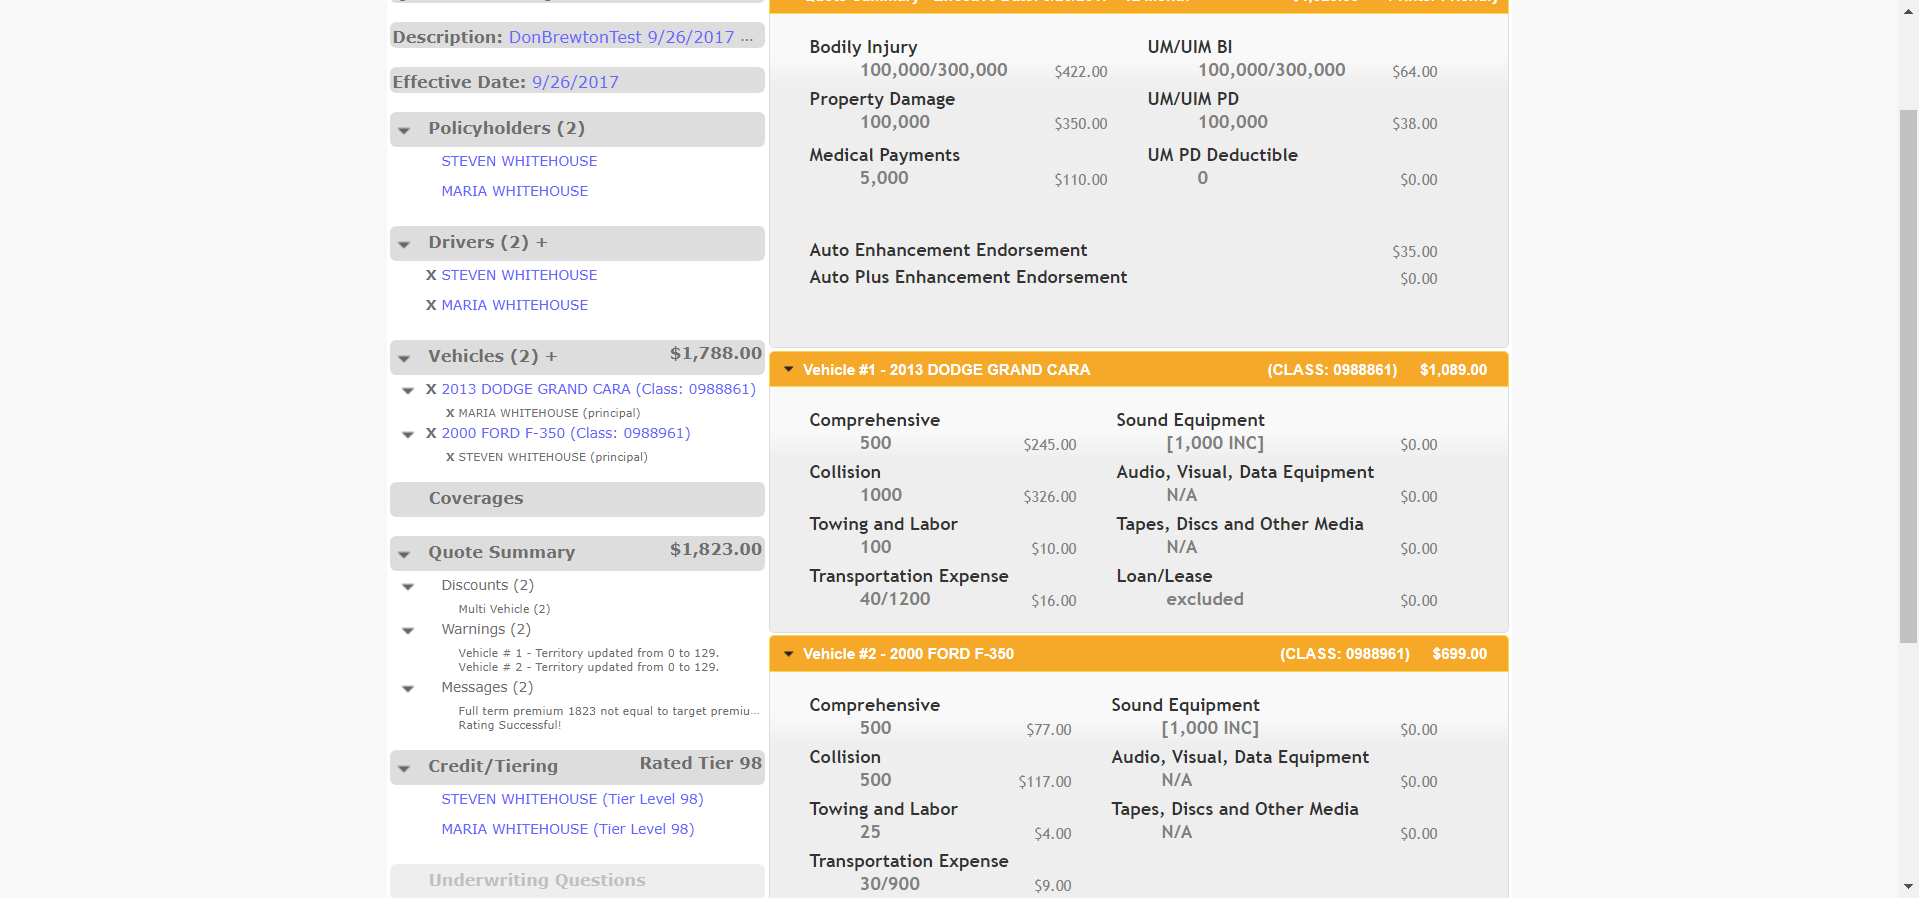 Description: DonBrewtonTest 9/26/2017 ...
Effective Date: 9/26/2017
Policyholders (2)
STEVEN WHITEHOUSE
MARIA WHITEHOUSE
Drivers (2) +
X STEVEN WHITEHOUSE
X MARIA WHITEHOUSE
Vehicles (2) + $1,788.00
X 2013 DODGE GRAND CARA (Class: 0988861)
X MARIA WHITEHOUSE (principal)
X 2000 FORD F-350 (Class: 0988961)
X STEVEN WHITEHOUSE (principal)
Coverages
Quote Summary $1,823.00
Discounts (2)
Multi Vehicle (2)
Warnings (2)
Vehicle # 1 - Territory updated from 0 to 129.
Vehicle # 2 - Territory updated from 0 to 129.
Messages (2)
Full term premium 1823 not equal to target premiu...
Rating Successful!
Credit/Tiering Rated Tier 98
STEVEN WHITEHOUSE (Tier Level 98)
MARIA WHITEHOUSE (Tier Level 98)
Underwriting Questions
Bodily Injury UM/UIM BI
100,000/300,000 $422.00 100,000/300,000 $64.00
Property Damage UM/UIM PD
100,000 $350.00 100,000 $38.00
Medical Payments UM PD Deductible
5,000 $110.00 0 $0.00
Auto Enhancement Endorsement $35.00
Auto Plus Enhancement Endorsement $0.00
Vehicle #1 - 2013 DODGE GRAND CARA (CLASS: 0988861) $1,089.00
Comprehensive Sound Equipment
500 $245.00 [1,000 INC] $0.00
Collision Audio, Visual, Data Equipment
1000 $326.00 N/A $0.00
Towing and Labor Tapes, Discs and Other Media
100 $10.00 N/A $0.00
Transportation Expense Loan/Lease
40/1200 $16.00 excluded $0.00
Vehicle #2 - 2000 FORD F-350 (CLASS: 0988961) $699.00
Comprehensive Sound Equipment
500 $77.00 [1,000 INC] $0.00
Collision Audio, Visual, Data Equipment
500 $117.00 N/A $0.00
Towing and Labor Tapes, Discs and Other Media
25 $4.00 N/A $0.00
Transportation Expense
30/900 $9.00